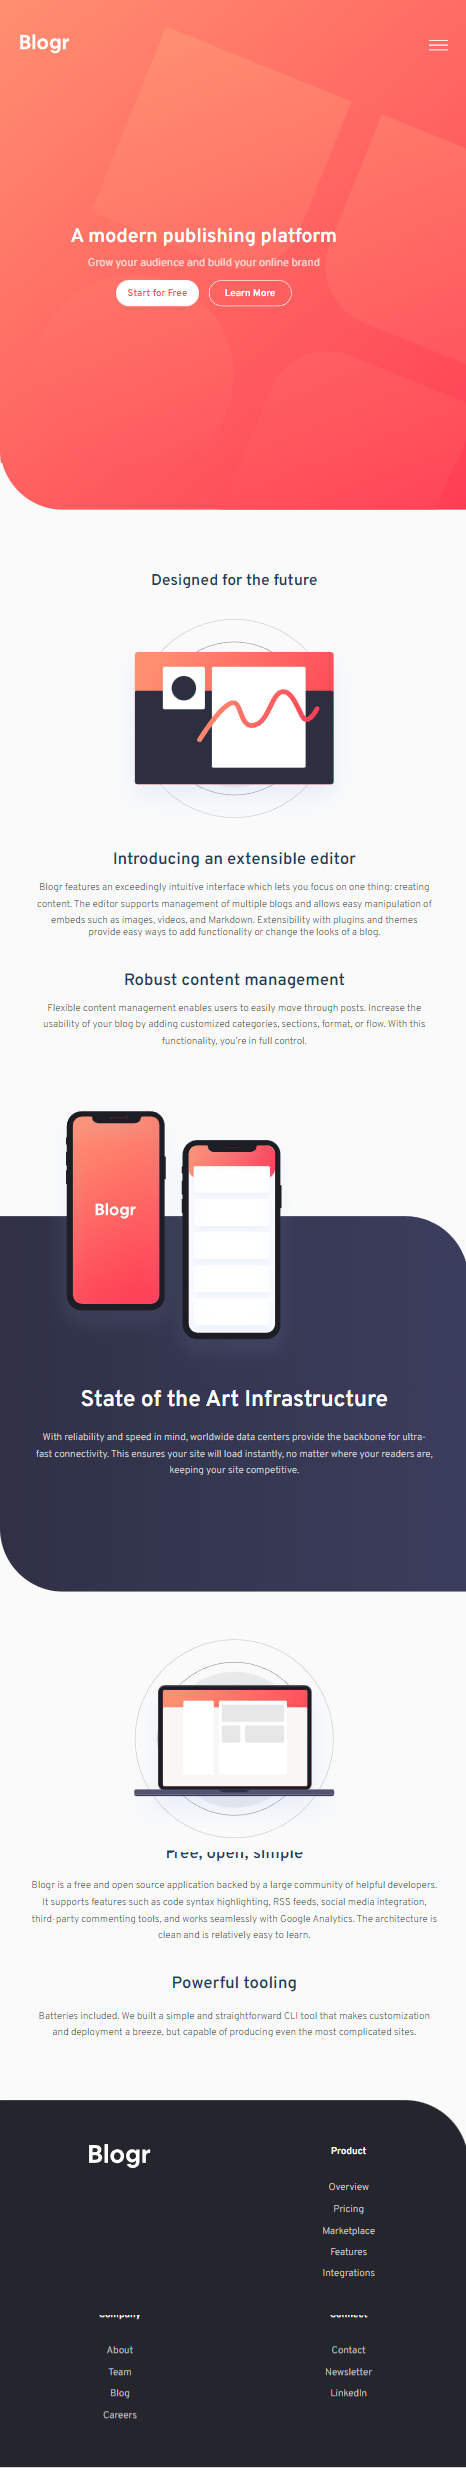 Blogr
A modern publishing platform
Grow your audience and build your online brand
Start for Free
Learn More
Designed for the future
Introducing an extensible editor
Blogr features an exceedingly intuitive interface which lets you focus on one thing: creating
content. The editor supports management of multiple blogs and allows easy manipulation of
embeds such as images, videos, and Markdown. Extensibility with plugins and themes
provide easy ways to add functionality or change the looks of a blog.
Robust content management
Flexible content management enables users to easily move through posts. Increase the
usability of your blog by adding customized categories, sections, format, or flow. With this
functionality, you're in full control.
Blogr
State of the Art Infrastructure
With reliability and speed in mind, worldwide data centers provide the backbone for ultra-
fast connectivity. This ensures your site will load instantly, no matter where your readers are,
keeping your site competitive.
Free, open, simple
Blogr is a free and open source application backed by a large community of helpful developers.
It supports features such as code syntax highlighting, RSS feeds, social media integration,
third-party commenting tools, and works seamlessly with Google Analytics. The architecture is
clean and is relatively easy to learn.
Powerful tooling
Batteries included. We built a simple and straightforward CLI tool that makes customization
and deployment a breeze, but capable of producing even the most complicated sites.
Blogr
Product
Overview
Pricing
Marketplace
Features
Integrations
Company
About
Team
Blog
Careers
Connect
Contact
Newsletter
LinkedIn